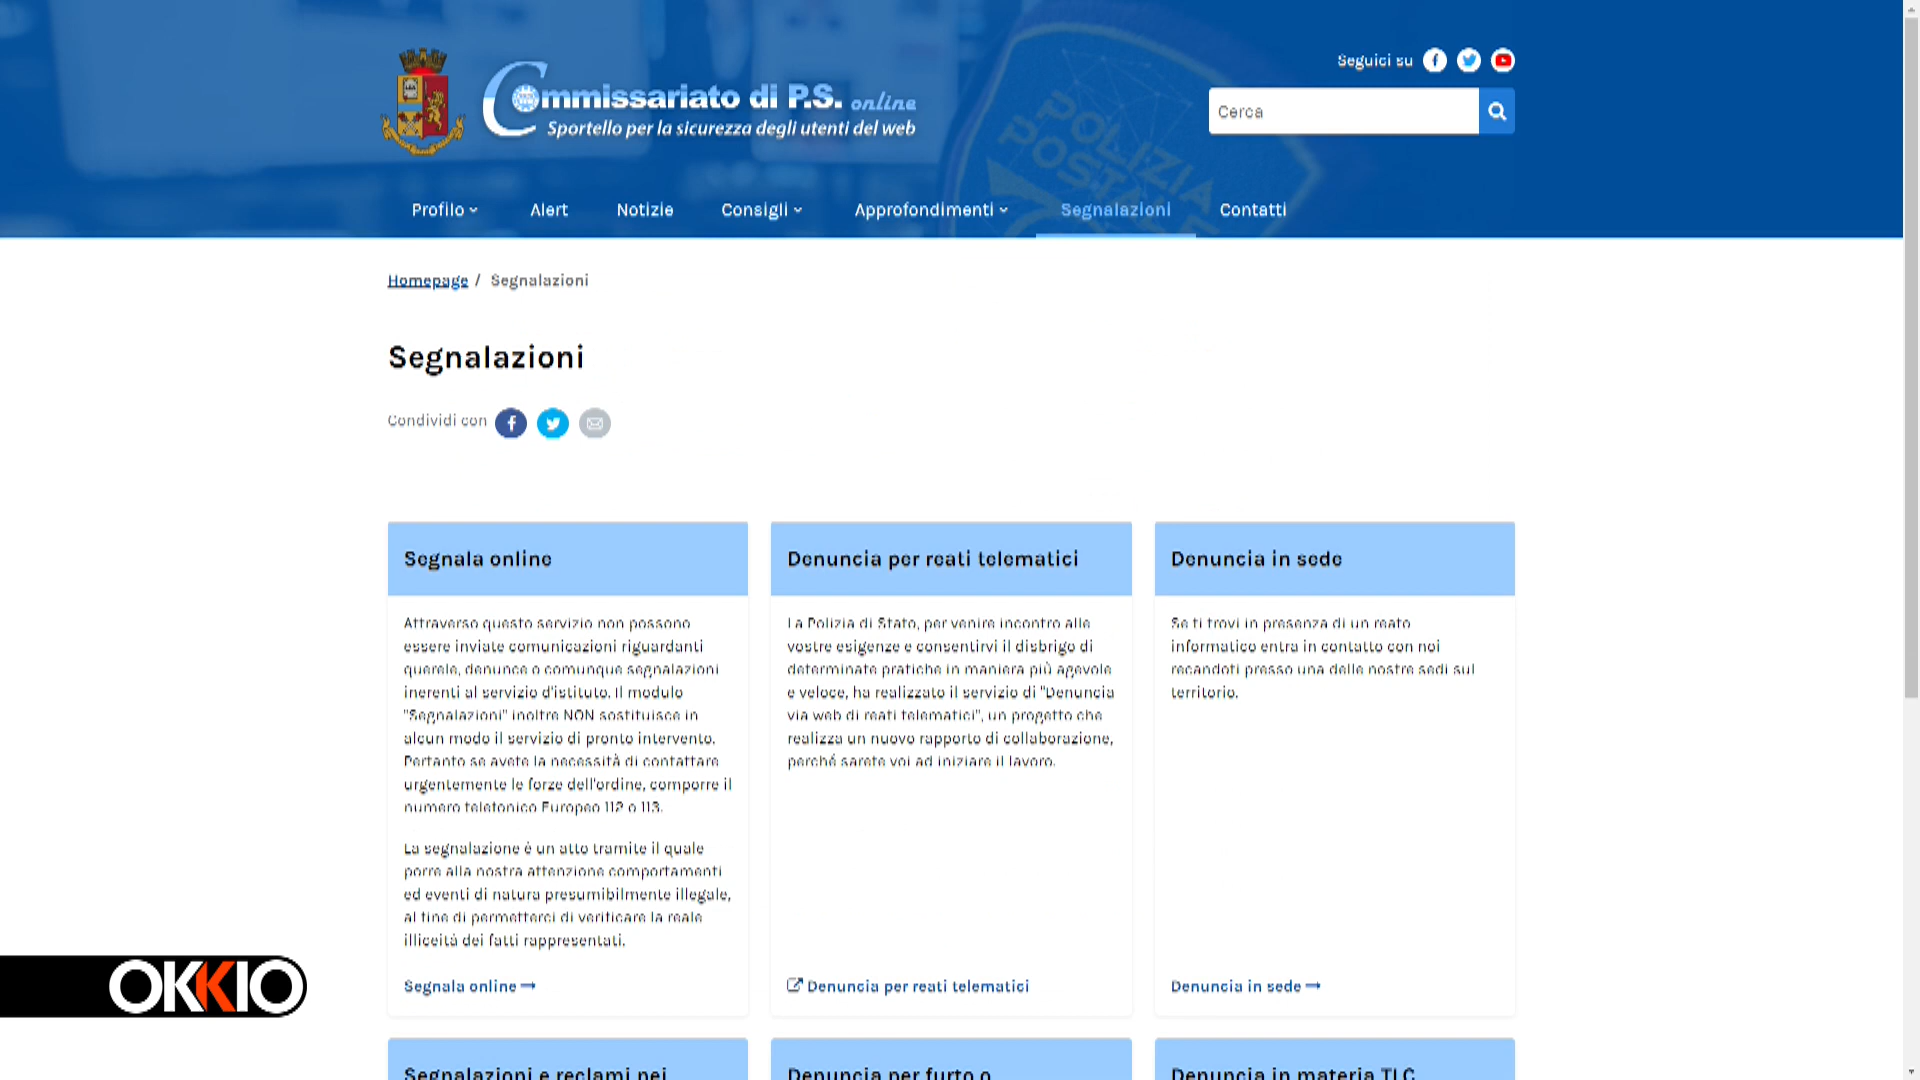 Commissariato di P.S. online
Sportello per la sicurezza degli utenti del web
Seguici su
Cerca
POLIZIA
Profilo
Alert
Notizie
Consigli
Approfondimenti
Segnalazioni
Contatti
Homepage / Segnalazioni
Segnalazioni
Condividi con
Segnala online
Attraverso questo servizio non possono
essere inviate comunicazioni riguardanti
querele, denunce o comunque segnalazioni
inerenti al servizio d'istituto. Il modulo
"Segnalazioni" inoltre NON sostituisce in
alcun modo il servizio di pronto intervento.
Pertanto se avete la necessità di contattare
urgentemente le forze dell'ordine, comporre il
numero telefonico Europeo 112 o 113.
La segnalazione è un atto tramite il quale
porre alla nostra attenzione comportamenti
ed eventi di natura presumibilmente illegale,
al fine di permetterci di verificare la reale
illiceità dei fatti rappresentati.
Segnala online
Denuncia per reati telematici
La Polizia di Stato, per venire incontro alle
vostre esigenze e consentirvi il disbrigo di
determinate pratiche in maniera più agevole
e veloce, ha realizzato il servizio di "Denuncia
via web di reati telematici", un progetto che
realizza un nuovo rapporto di collaborazione,
perché sarete voi ad iniziare il lavoro.
Denuncia per reati telematici
Denuncia in sede
Se ti trovi in presenza di un reato
informatico entra in contatto con noi
recandoti presso una delle nostre sedi sul
territorio.
Denuncia in sede
OKKIO
Segnalazioni e reclami nei
Denuncia per furto o
Denuncia in materia TLC